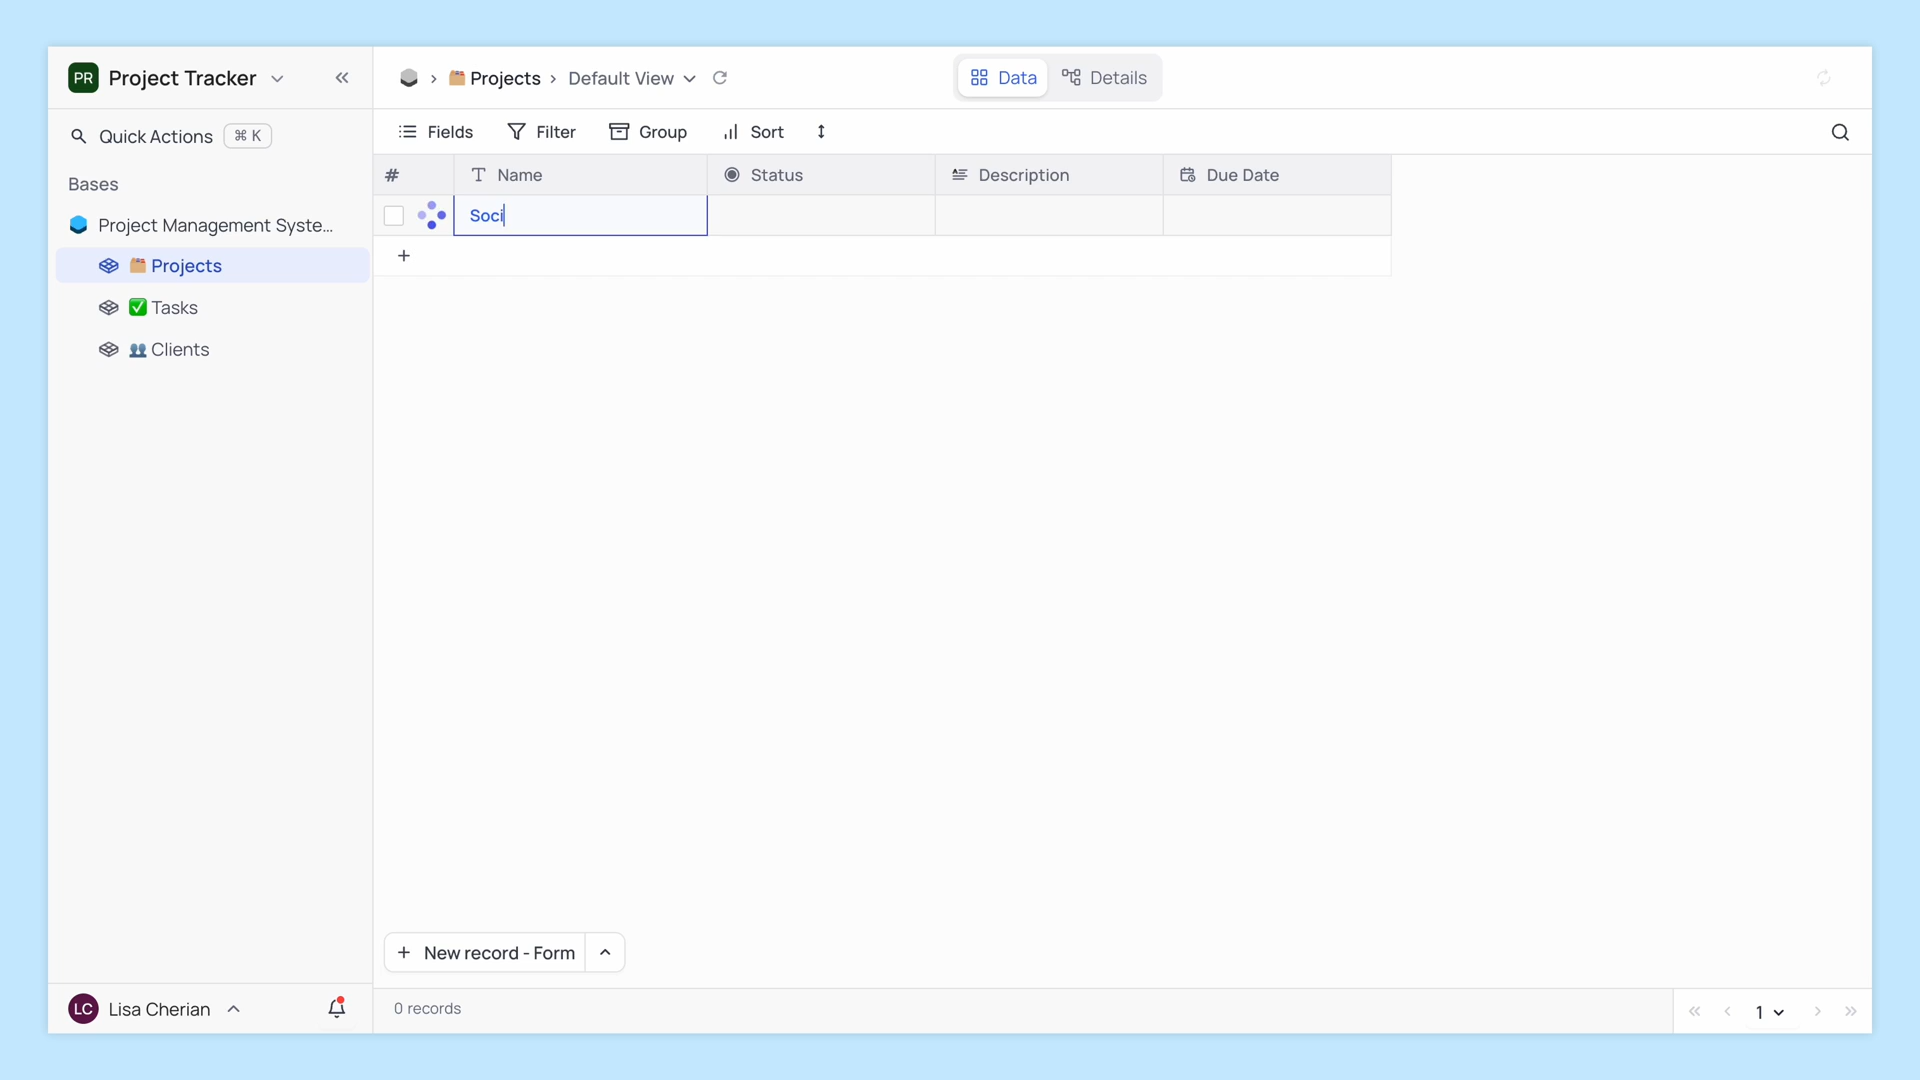 PR Project Tracker
Quick Actions ⌘ K
Bases
Project Management Syste...
Projects
Tasks
Clients
LC Lisa Cherian
Projects > Default View
Data Details
Fields Filter Group Sort
# Name Status Description Due Date
Soci
+ New record - Form
0 records
1